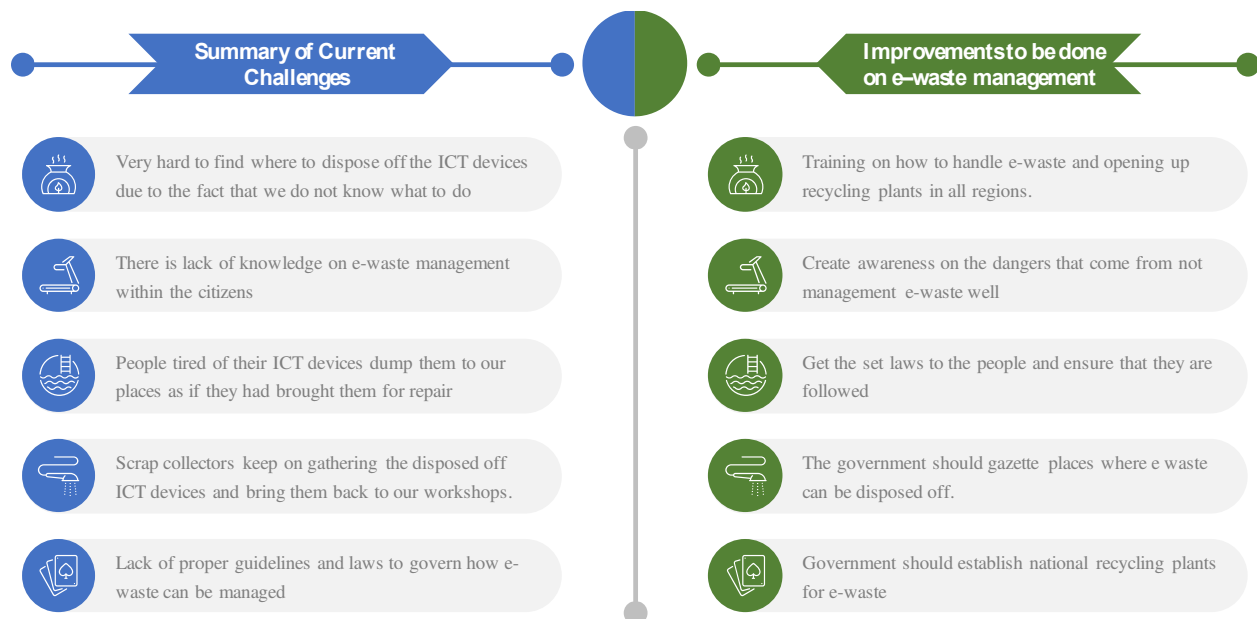 Summary of Current
Challenges
Very hard to find where to dispose off the ICT devices
due to the fact that we do not know what to do
There is lack of knowledge on e-waste management
within the citizens
People tired of their ICT devices dump them to our
places as if they had brought them for repair
Scrap collectors keep on gathering the disposed off
ICT devices and bring them back to our workshops.
Lack of proper guidelines and laws to govern how e-
waste can be managed
Improvements to be done
on e–waste management
Training on how to handle e-waste and opening up
recycling plants in all regions.
Create awareness on the dangers that come from not
management e-waste well
Get the set laws to the people and ensure that they are
followed
The government should gazette places where e waste
can be disposed off.
Government should establish national recycling plants
for e-waste